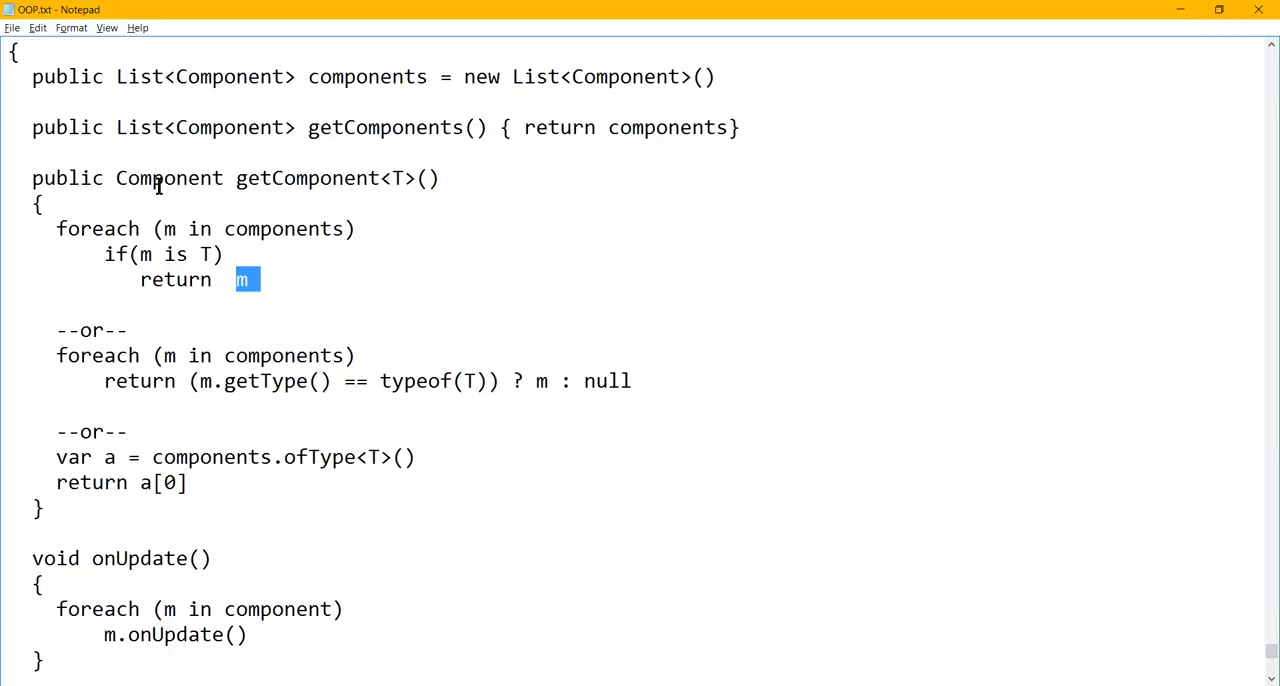 OOP.txt - Notepad
File Edit Format View Help
{
public List<Component> components = new List<Component>()
public List<Component> getComponents() { return components}
public Component getComponent<T>()
{
foreach (m in components)
if(m is T)
return m
--or--
foreach (m in components)
return (m.getType() == typeof(T)) ? m : null
--or--
var a = components.ofType<T>()
return a[0]
}
void onUpdate()
{
foreach (m in component)
m.onUpdate()
}